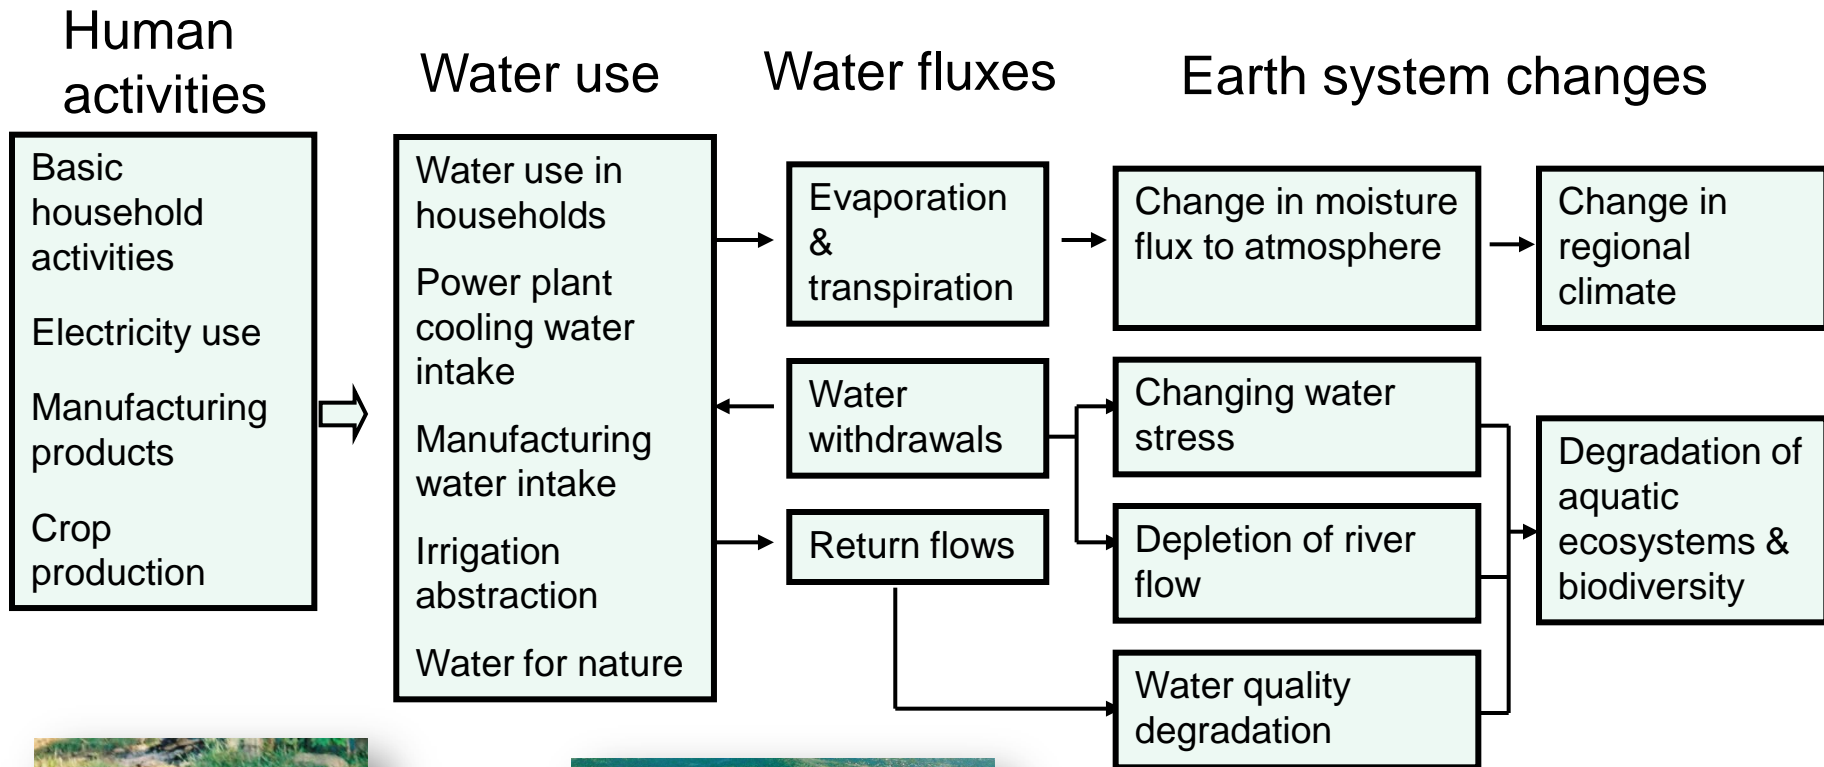 Human
activities
Water use
Water fluxes
Earth system changes
Basic
household
activities
Electricity use
Manufacturing
products
Crop
production
Water use in
households
Power plant
cooling water
intake
Manufacturing
water intake
Irrigation
abstraction
Water for nature
Evaporation
&
transpiration
Water
withdrawals
Return flows
Change in moisture
flux to atmosphere
Changing water
stress
Depletion of river
flow
Water quality
degradation
Change in
regional
climate
Degradation of
aquatic
ecosystems &
biodiversity